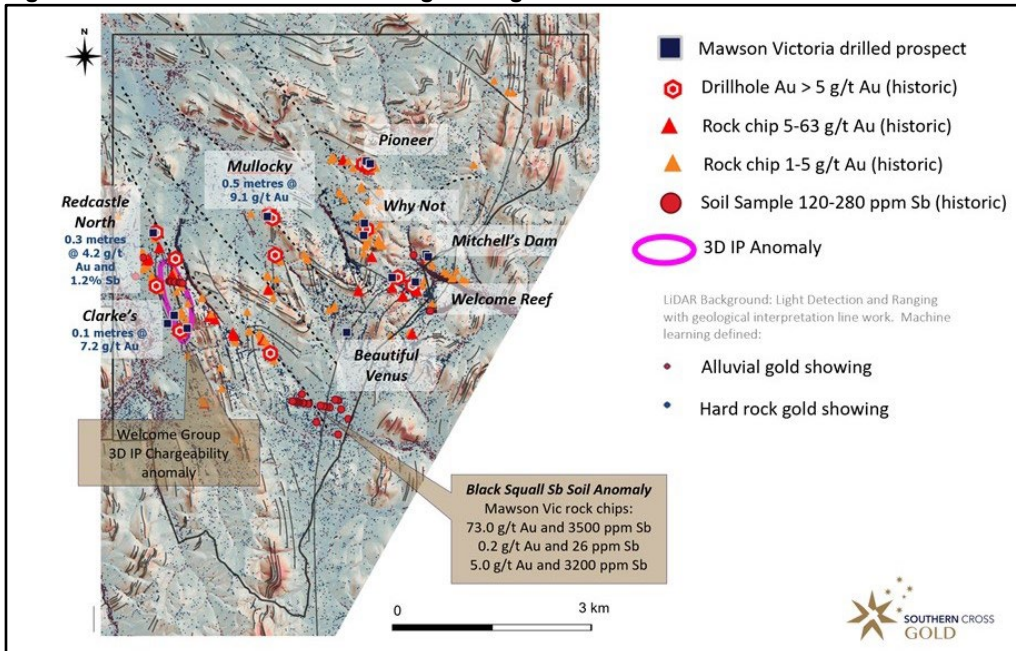 N
Pioneer
Mullocky
0.5 metres @
9.1 g/t Au
Why Not
Redcastle
North
0.3 metres
@ 4.2 g/t
Au and
1.2% Sb
Mitchell's Dam
Welcome Reef
Clarke's
0.1 metres @
7.2 g/t Au
Beautiful
Venus
Welcome Group
3D IP Chargeability
anomaly
Black Squall Sb Soil Anomaly
Mawson Vic rock chips:
73.0 g/t Au and 3500 ppm Sb
0.2 g/t Au and 26 ppm Sb
5.0 g/t Au and 3200 ppm Sb
0 3 km
Mawson Victoria drilled prospect
Drillhole Au > 5 g/t Au (historic)
Rock chip 5-63 g/t Au (historic)
Rock chip 1-5 g/t Au (historic)
Soil Sample 120-280 ppm Sb (historic)
3D IP Anomaly
LiDAR Background: Light Detection and Ranging
with geological interpretation line work. Machine
learning defined:
Alluvial gold showing
Hard rock gold showing
SOUTHERN CROSS
GOLD